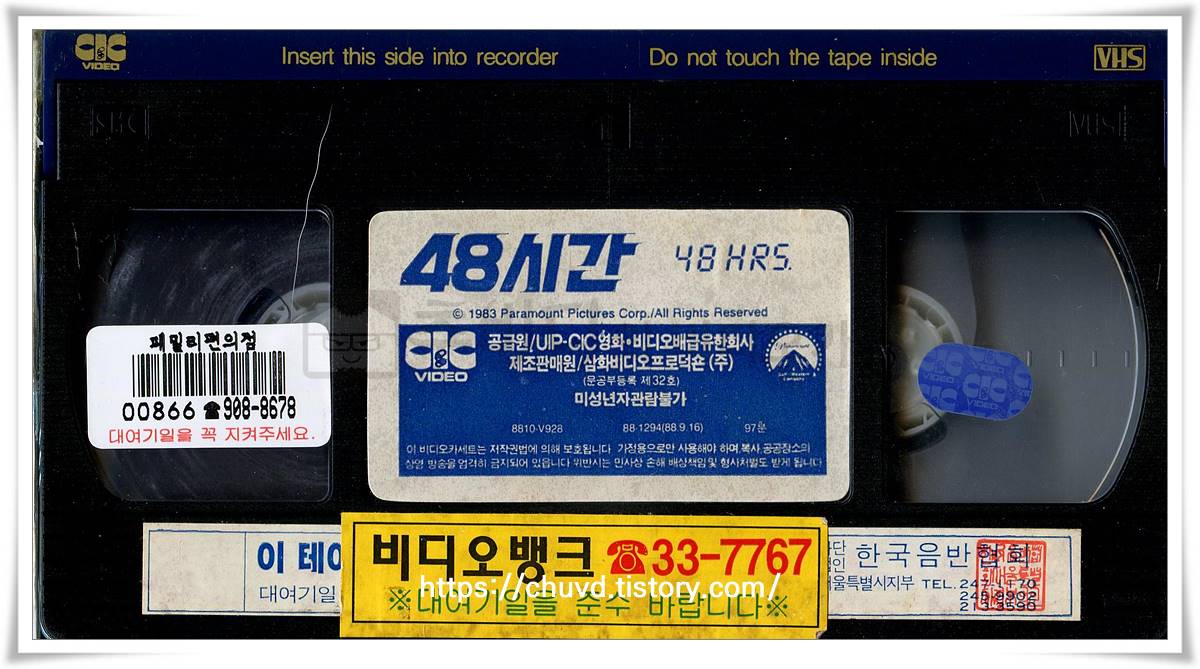 CIC VIDEO
Insert this side into recorder
Do not touch the tape inside
VHS
VHS
48시간
48 HRS.
© 1983 Paramount Pictures Corp./All Rights Reserved
CIC VIDEO
공급원/UIP-CIC영화·비디오배급유한회사
제조판매원/삼화비디오프로덕숀 (주)
(문공부등록 제32호)
미성년자관람불가
Paramount
8810-V928
88-1294(88.9.16)
97분
이 비디오카세트는 저작권법에 의해 보호됩니다. 가정용으로만 사용해야 하며, 복사, 공공장소의
상영, 방송을 엄격히 금지되어 있읍니다. 위반시는 민사상 손해 배상책임및 형사처벌도 받게 됩니다.
패밀리편의점
00866 ☎908-8678
대여기일을 꼭 지켜주세요.
CIC VIDEO
이 테이
대여기일
비디오뱅크 ☎33-7767
※대여기일을 준수 바랍니다※
https://chuvd.tistory.com/
한국음반협회
서울특별시지부 TEL.